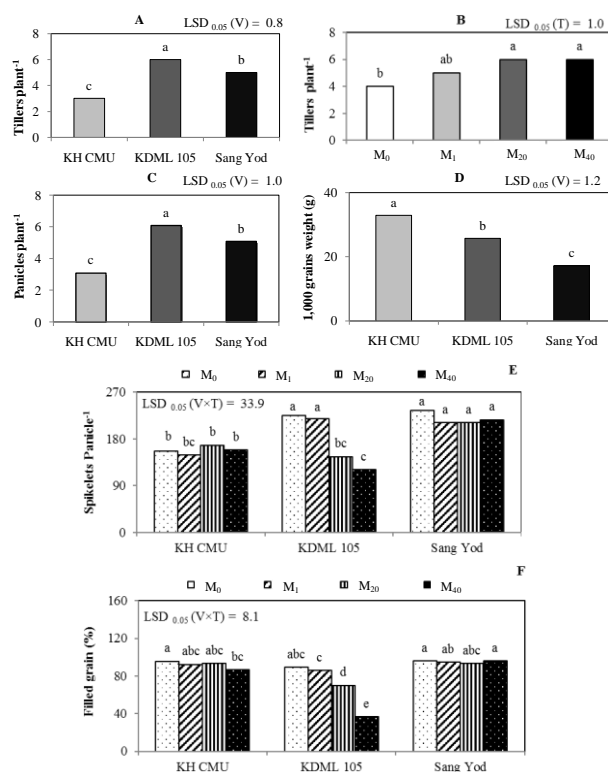 A
LSD 0.05 (V) = 0.8
Tillers plant-1
8
6
4
2
0
c
a
b
KH CMU KDML 105 Sang Yod
B
LSD 0.05 (T) = 1.0
Tillers plant-1
8
6
4
2
0
b
ab
a
a
M0 M1 M20 M40
C
LSD 0.05 (V) = 1.0
Panicles plant-1
8
6
4
2
0
c
a
b
KH CMU KDML 105 Sang Yod
D
LSD 0.05 (V) = 1.2
1,000 grains weight (g)
40
20
0
a
b
c
KH CMU KDML 105 Sang Yod
M0 M1 M20 M40
E
LSD 0.05 (V×T) = 33.9
Spikelets Panicle-1
270
180
90
0
b bc b b
a a bc c
a a a a
KH CMU KDML 105 Sang Yod
M0 M1 M20 M40
F
LSD 0.05 (V×T) = 8.1
Filled grain (%)
160
120
80
40
0
a abc abc bc
abc c d e
a ab abc a
KH CMU KDML 105 Sang Yod